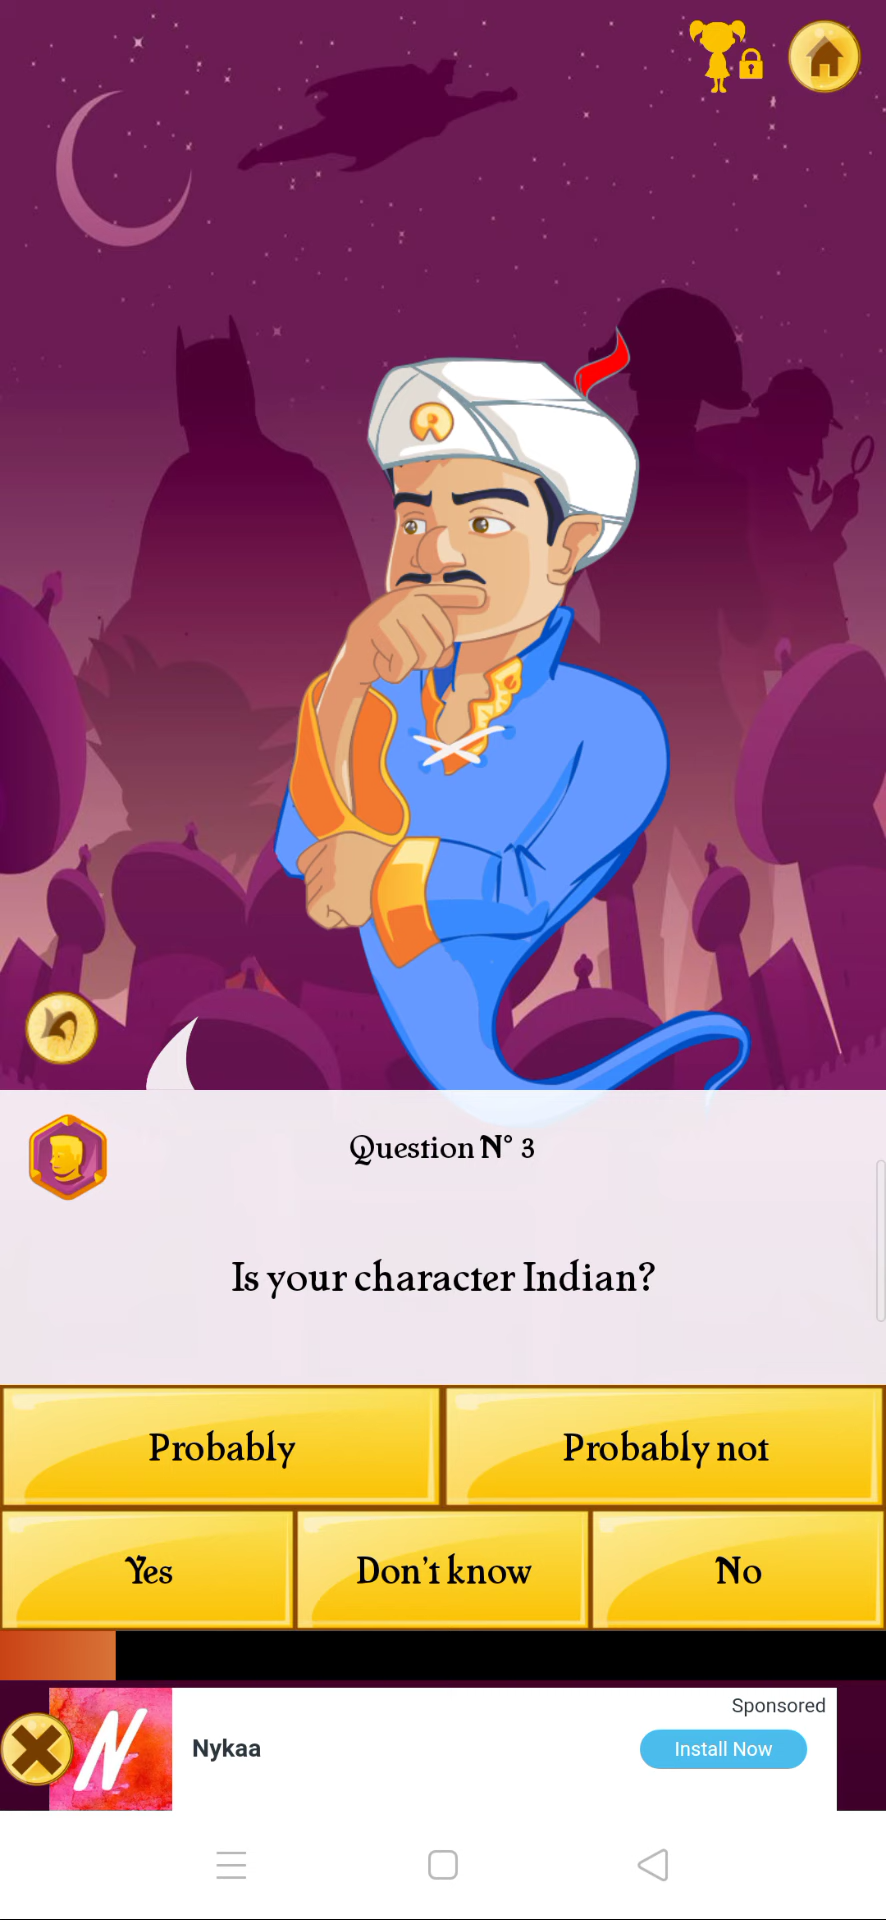 Question N° 3
Is your character Indian?
Probably
Probably not
Yes
Don't know
No
Sponsored
N
Nykaa
Install Now